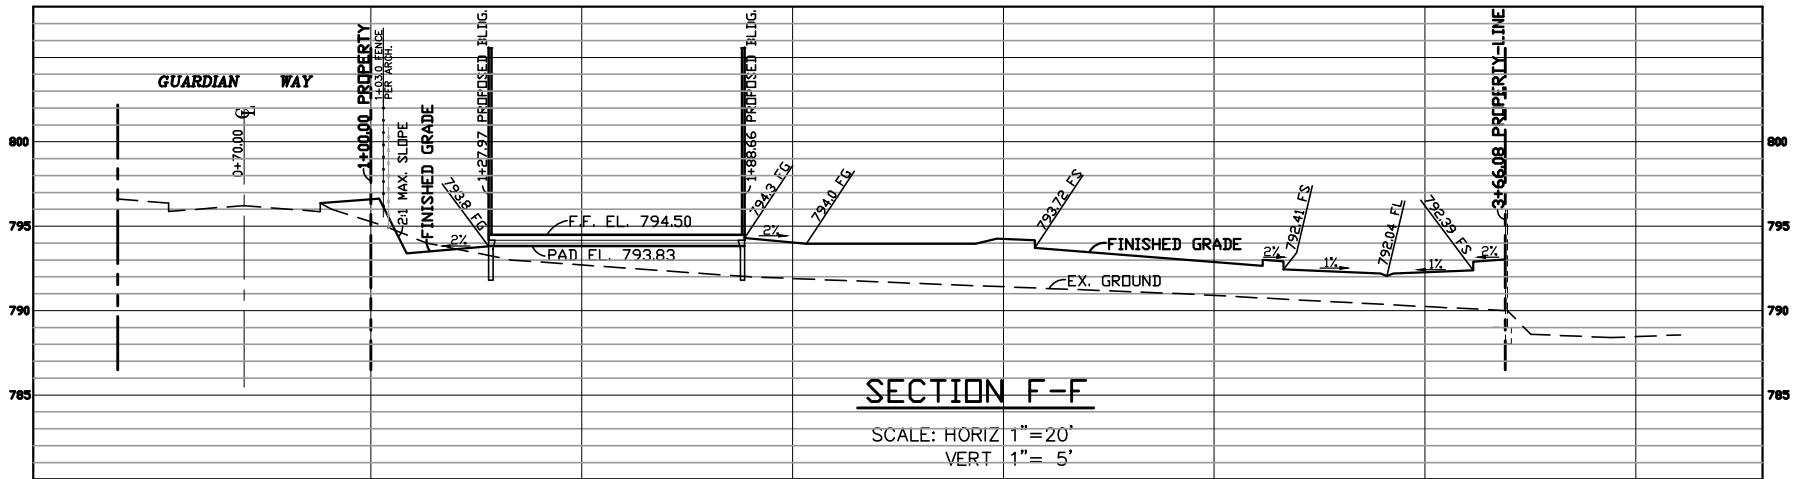 GUARDIAN WAY
0+70.00 ℄
1+00.00 PROPERTY
1+03.0 FENCE
PER ARCH.
2:1 MAX. SLOPE
FINISHED GRADE
793.8 FG
2%
1+27.97 PROPOSED BLDG.
F.F. EL. 794.50
PAD EL. 793.83
1+88.66 PROPOSED BLDG.
794.3 FG
2%
794.0 FG
793.72 FS
FINISHED GRADE
EX. GROUND
2%
792.41 FS
1%
792.04 FL
1%
792.39 FS
2%
3+66.08 PROPERTY-LINE
800
795
790
785
800
795
790
785
SECTION F-F
SCALE: HORIZ 1"=20'
VERT 1"= 5'